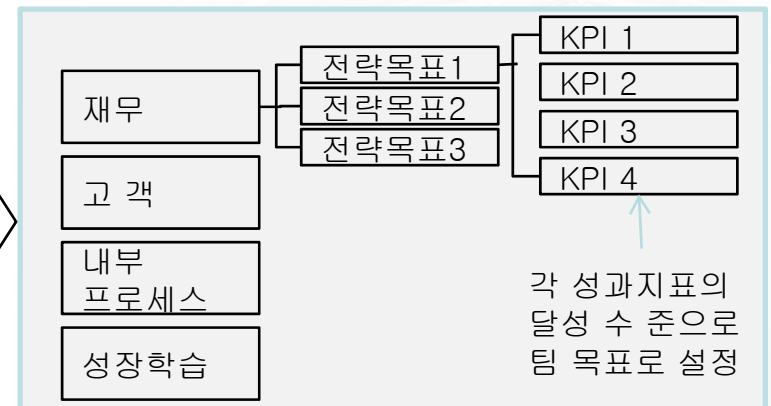 재무
고 객
내부
프로세스
성장학습
전략목표1
전략목표2
전략목표3
KPI 1
KPI 2
KPI 3
KPI 4
각 성과지표의
달성 수 준으로
팀 목표로 설정